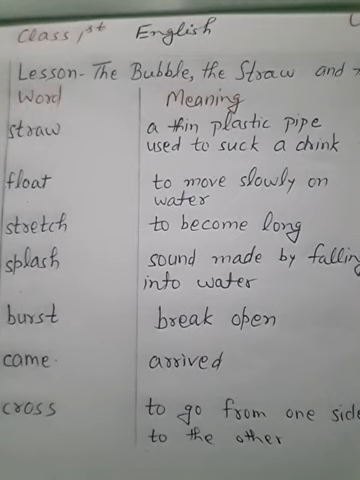 Class 1st English
Lesson- The Bubble, the Straw and
Word Meaning
straw a thin plastic pipe
used to suck a drink
float to move slowly on
water
stretch to become long
splash sound made by falling
into water
burst break open
came. arrived
cross to go from one side
to the other